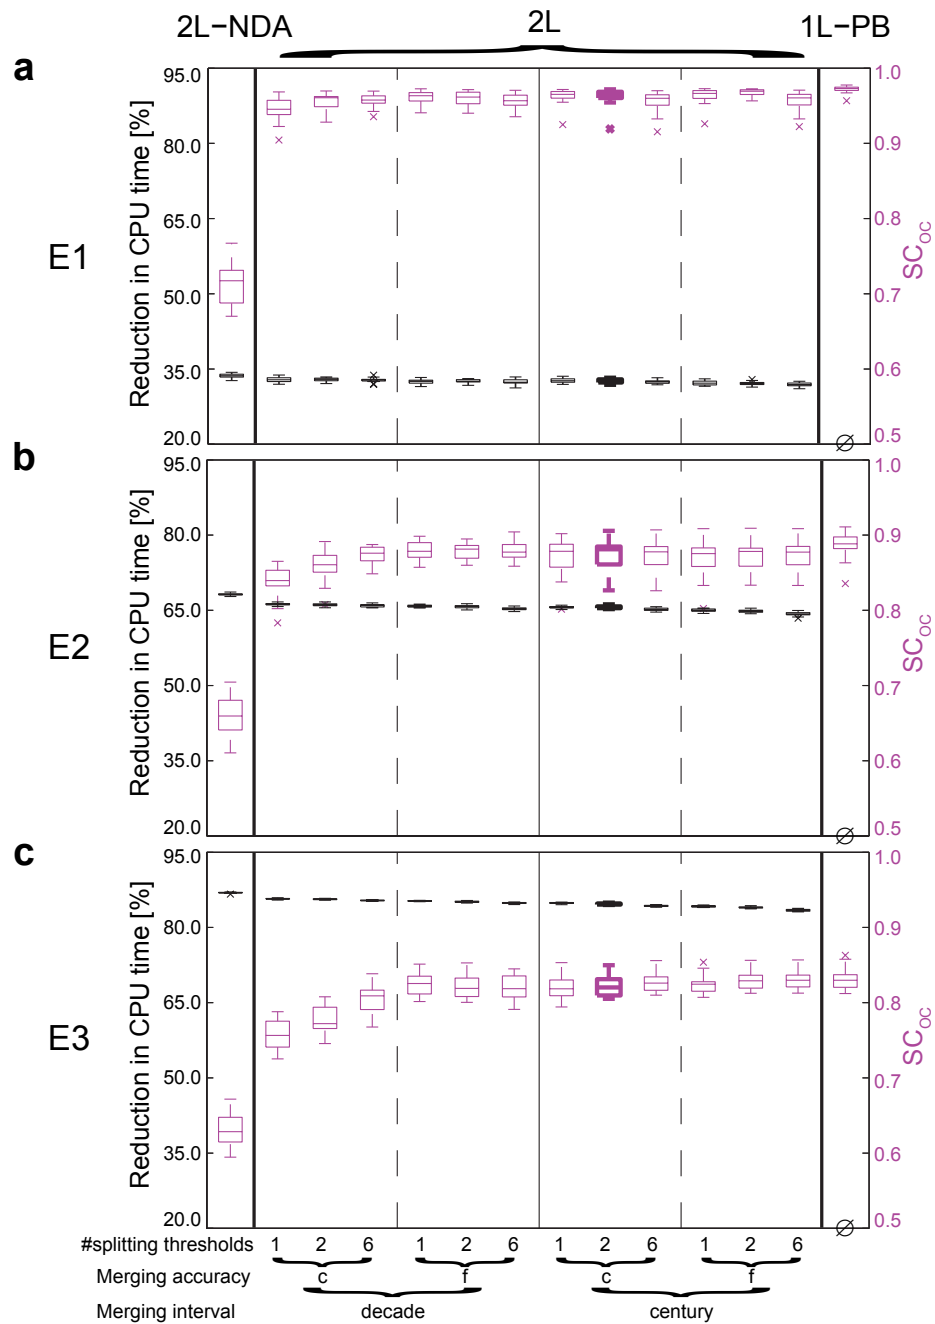 2L−NDA 2L 1L−PB
a
95.0 1.0
80.0 0.9
65.0 0.8
50.0 0.7
35.0 0.6
20.0 0.5
Reduction in CPU time [%]
E1
SCOC
∅
b
95.0 1.0
80.0 0.9
65.0 0.8
50.0 0.7
35.0 0.6
20.0 0.5
Reduction in CPU time [%]
E2
SCOC
∅
c
95.0 1.0
80.0 0.9
65.0 0.8
50.0 0.7
35.0 0.6
20.0 0.5
Reduction in CPU time [%]
E3
SCOC
∅
#splitting thresholds 1 2 6 1 2 6 1 2 6 1 2 6
Merging accuracy c f c f
Merging interval decade century